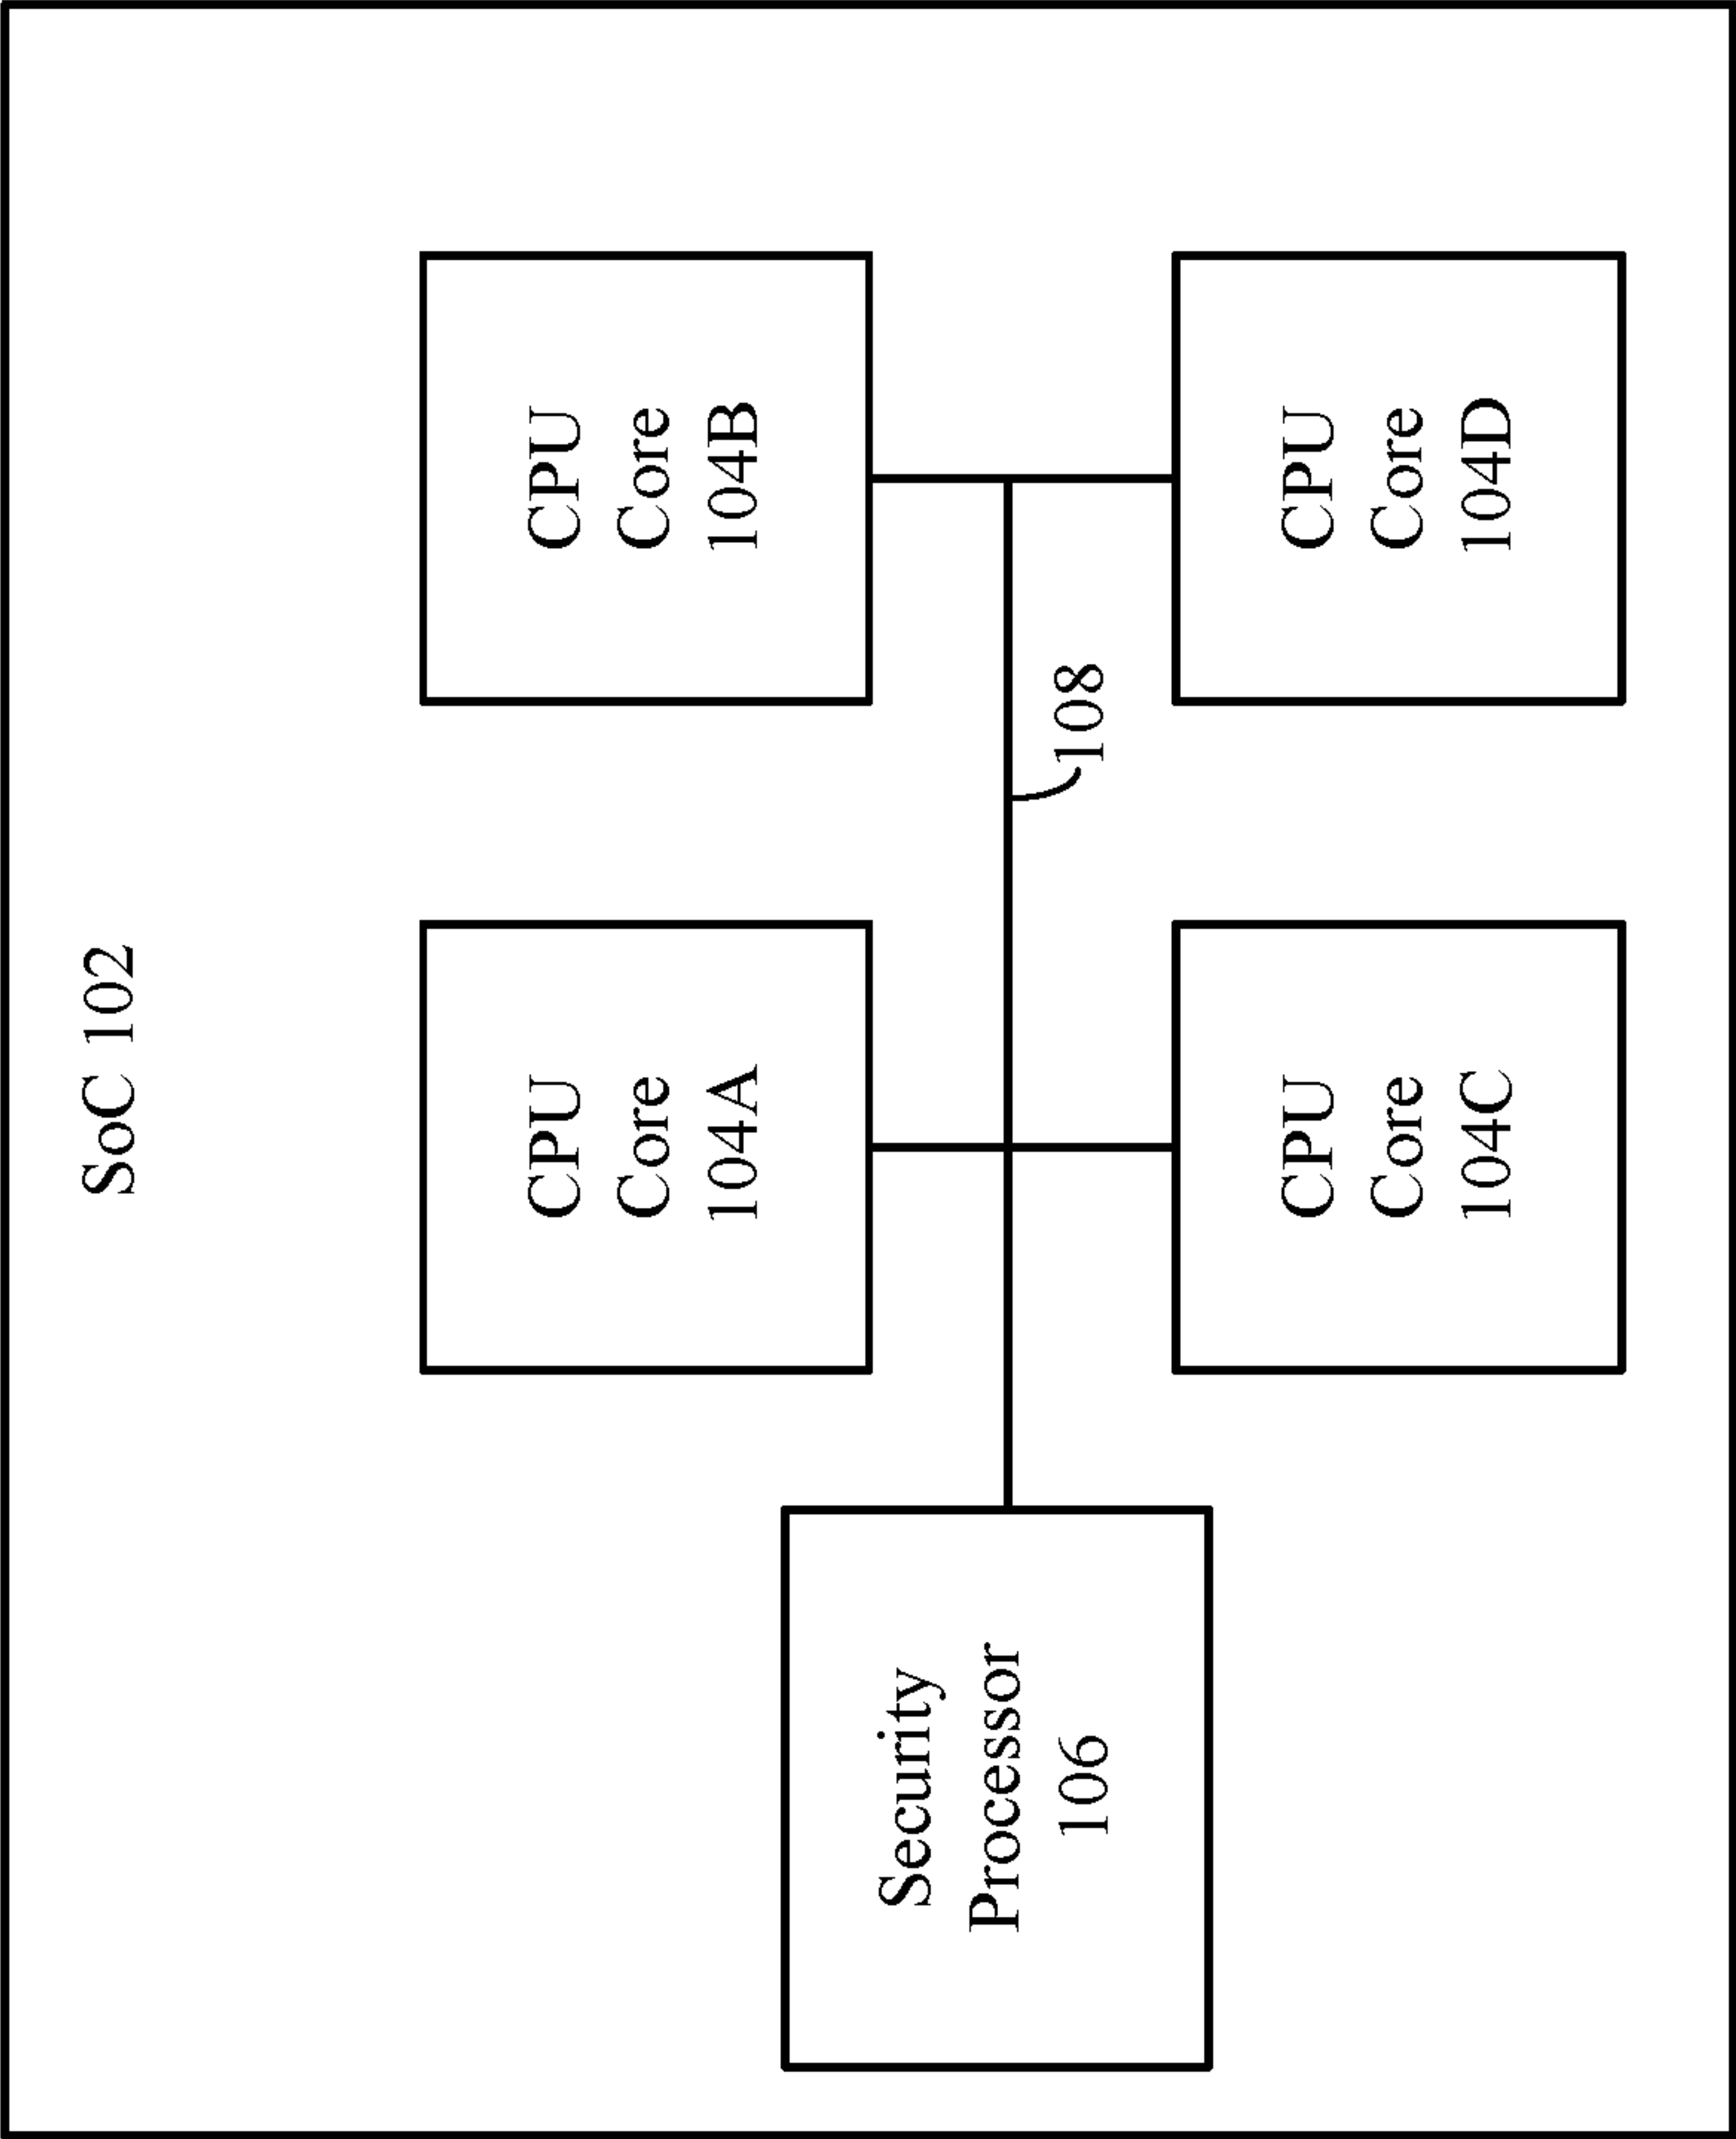 SoC 102
CPU
Core
104A
CPU
Core
104B
Security
Processor
106
108
CPU
Core
104C
CPU
Core
104D